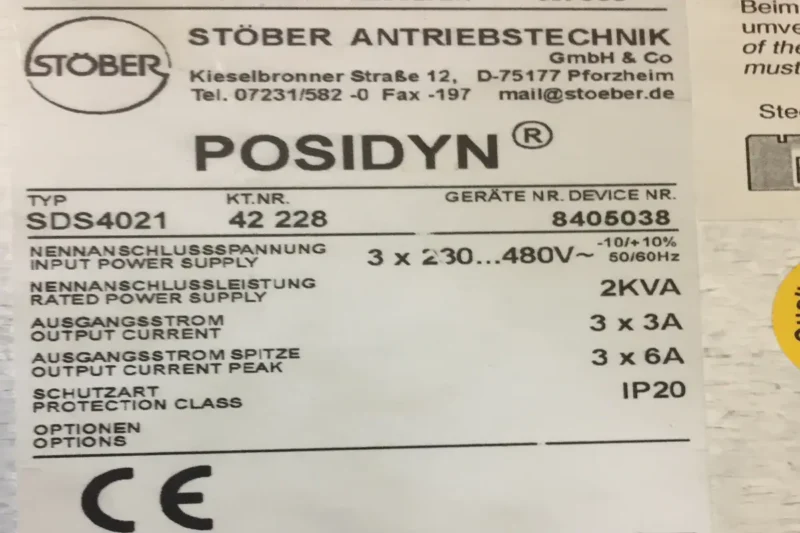 STÖBER
STÖBER ANTRIEBSTECHNIK
GmbH & Co
Kieselbronner Straße 12, D-75177 Pforzheim
Tel. 07231/582 -0 Fax -197 mail@stoeber.de
POSIDYN®
TYP KT.NR. GERÄTE NR. DEVICE NR.
SDS4021 42 228 8405038
NENNANSCHLUSSSPANNUNG
INPUT POWER SUPPLY
3 x 230...480V~ -10/+10%
50/60Hz
NENNANSCHLUSSLEISTUNG
RATED POWER SUPPLY
2KVA
AUSGANGSSTROM
OUTPUT CURRENT
3 x 3A
AUSGANGSSTROM SPITZE
OUTPUT CURRENT PEAK
3 x 6A
SCHUTZART
PROTECTION CLASS
IP20
OPTIONEN
OPTIONS
CE
Beim
umve
of the
must
Ste